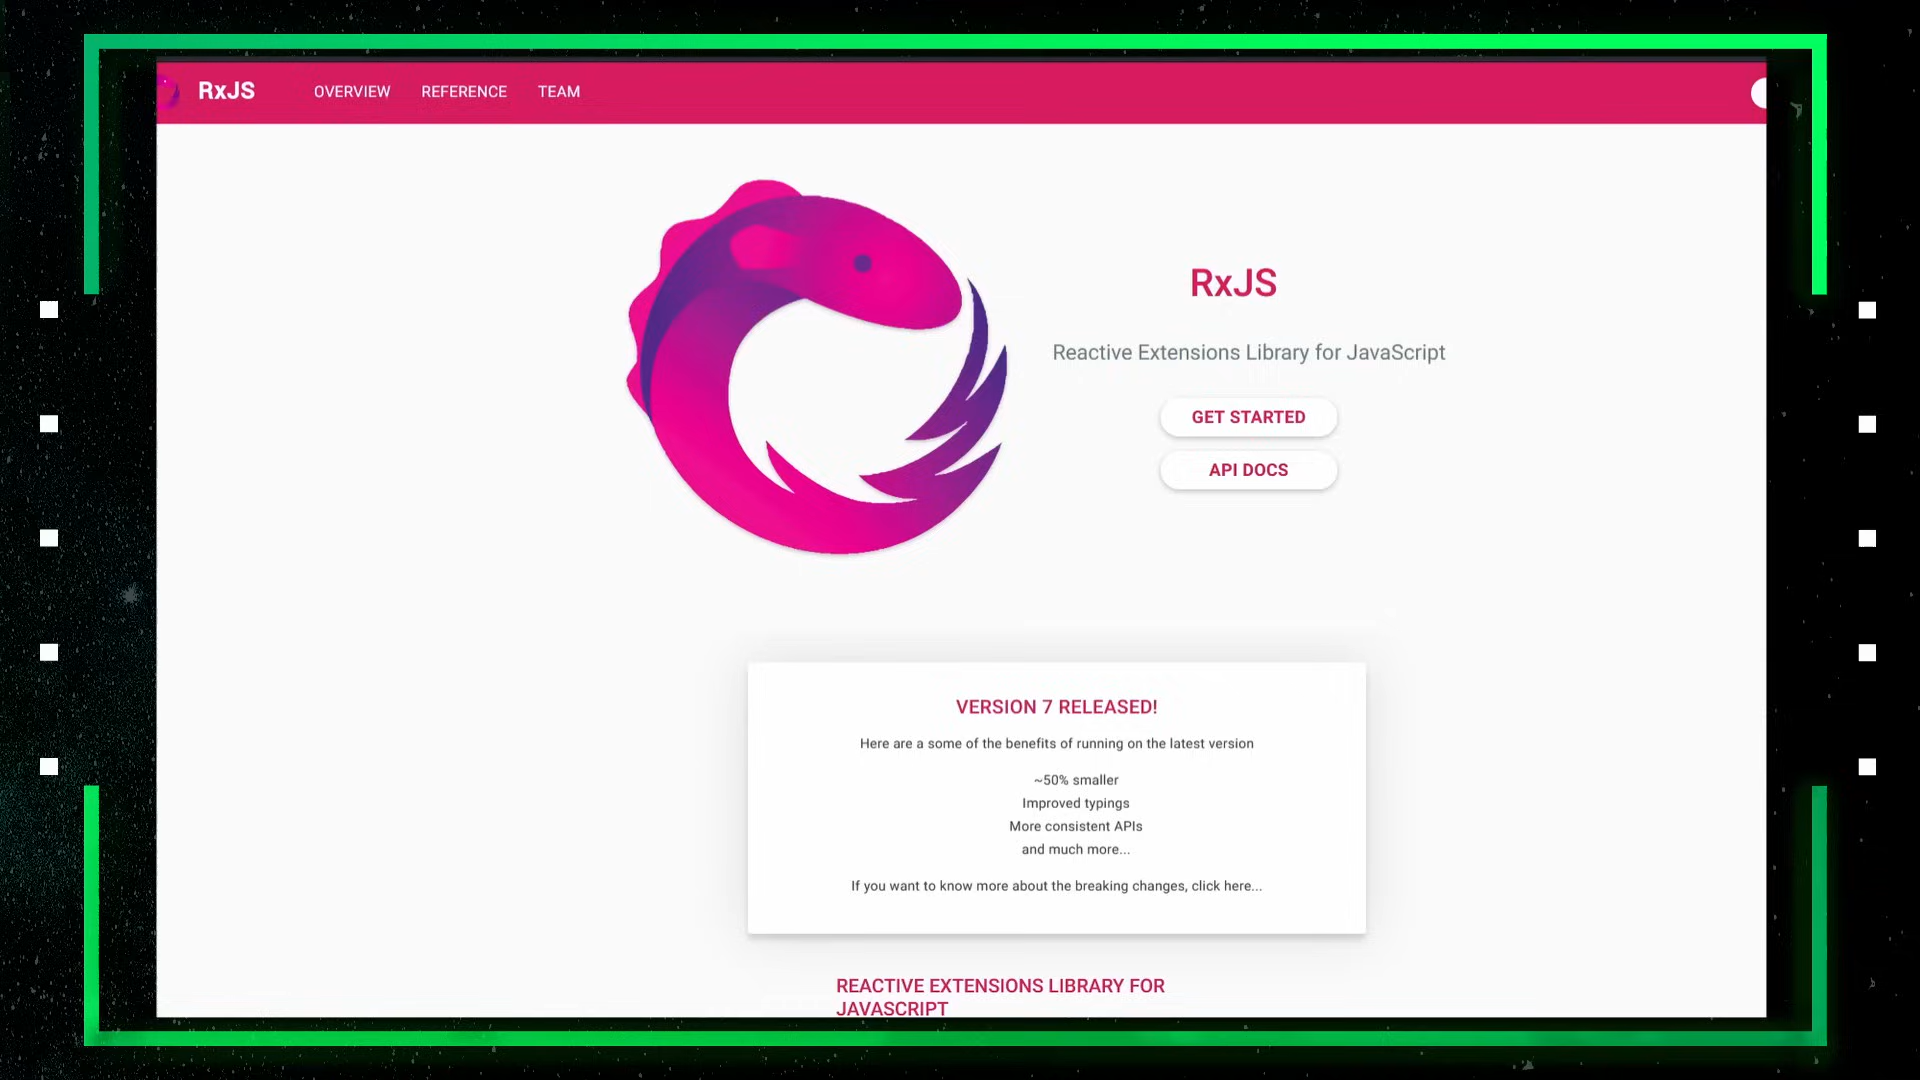 RxJS
OVERVIEW
REFERENCE
TEAM
RxJS
Reactive Extensions Library for JavaScript
GET STARTED
API DOCS
VERSION 7 RELEASED!
Here are a some of the benefits of running on the latest version
~50% smaller
Improved typings
More consistent APIs
and much more...
If you want to know more about the breaking changes, click here...
REACTIVE EXTENSIONS LIBRARY FOR
JAVASCRIPT